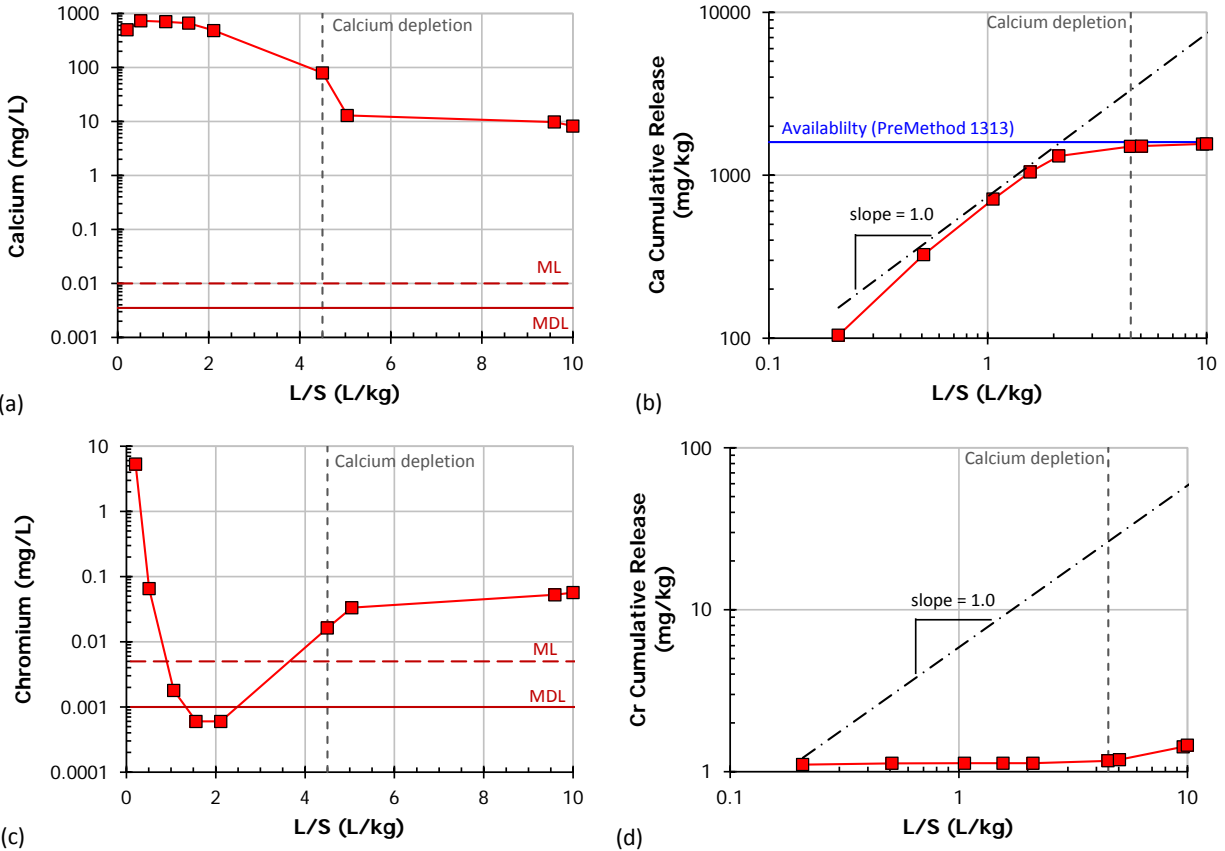 1000
100
10
1
0.1
0.01
0.001
Calcium (mg/L)
Calcium depletion
ML
MDL
0
2
4
6
8
10
L/S (L/kg)
(a)
10000
1000
100
Ca Cumulative Release
(mg/kg)
Calcium depletion
Availablilty (PreMethod 1313)
slope = 1.0
0.1
1
10
L/S (L/kg)
(b)
10
1
0.1
0.01
0.001
0.0001
Chromium (mg/L)
Calcium depletion
ML
MDL
0
2
4
6
8
10
L/S (L/kg)
(c)
100
10
1
Cr Cumulative Release
(mg/kg)
Calcium depletion
slope = 1.0
0.1
1
10
L/S (L/kg)
(d)